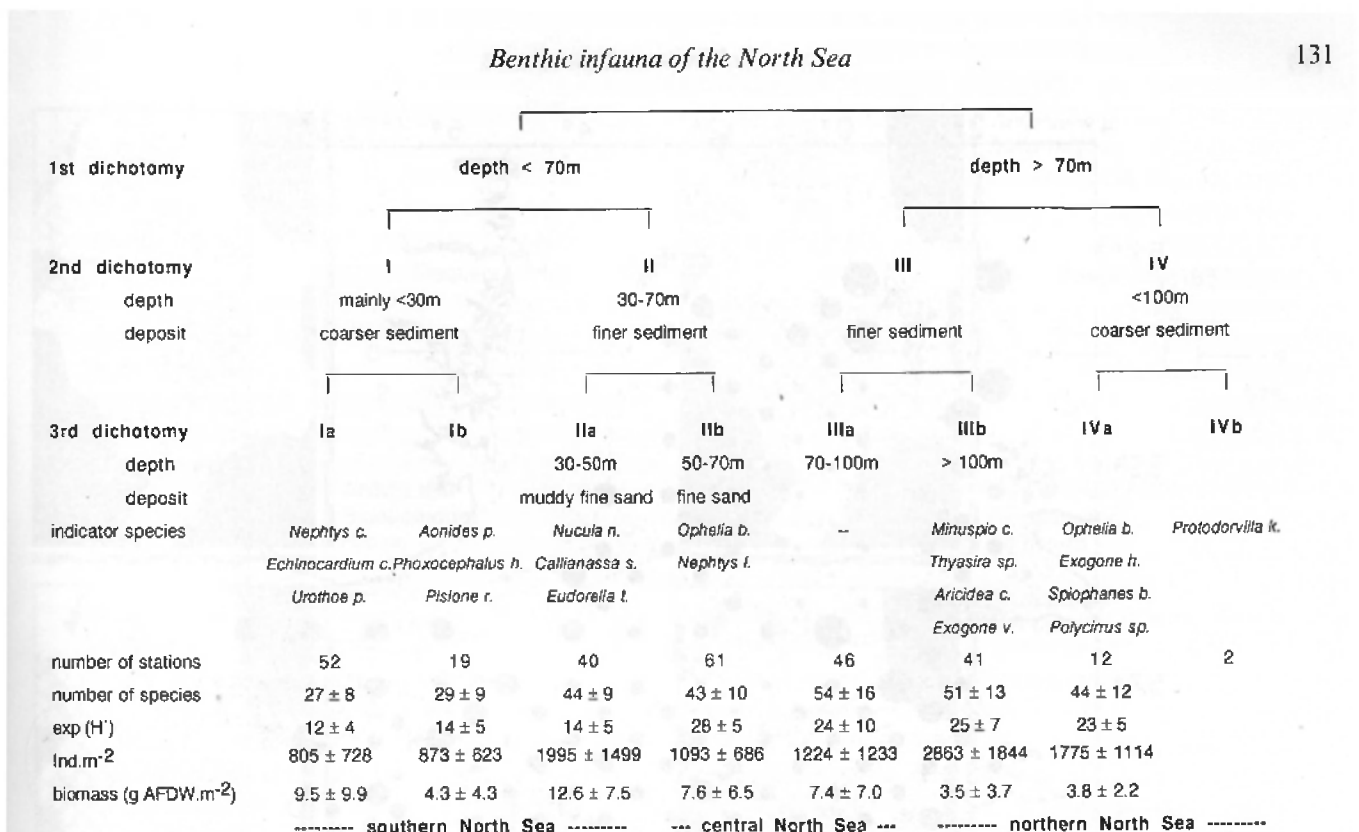 Benthic infauna of the North Sea 131
1st dichotomy depth < 70m depth > 70m
2nd dichotomy I II III IV
depth mainly <30m 30-70m <100m
deposit coarser sediment finer sediment finer sediment coarser sediment
3rd dichotomy Ia Ib IIa IIb IIIa IIIb IVa IVb
depth 30-50m 50-70m 70-100m > 100m
deposit muddy fine sand fine sand
indicator species Nephtys c. Aonides p. Nucula n. Ophelia b. -- Minuspio c. Ophelia b. Protodorvilla k.
Echinocardium c. Phoxocephalus h. Callianassa s. Nephtys l. Thyasira sp. Exogone h.
Urothoe p. Pisione r. Eudorella t. Aricidea c. Spiophanes b.
Exogone v. Polycirrus sp.
number of stations 52 19 40 61 46 41 12 2
number of species 27 ± 8 29 ± 9 44 ± 9 43 ± 10 54 ± 16 51 ± 13 44 ± 12
exp (H') 12 ± 4 14 ± 5 14 ± 5 28 ± 5 24 ± 10 25 ± 7 23 ± 5
Ind.m⁻² 805 ± 728 873 ± 623 1995 ± 1499 1093 ± 686 1224 ± 1233 2863 ± 1844 1775 ± 1114
biomass (g AFDW.m⁻²) 9.5 ± 9.9 4.3 ± 4.3 12.6 ± 7.5 7.6 ± 6.5 7.4 ± 7.0 3.5 ± 3.7 3.8 ± 2.2
--------- southern North Sea --------- --- central North Sea --- --------- northern North Sea ---------